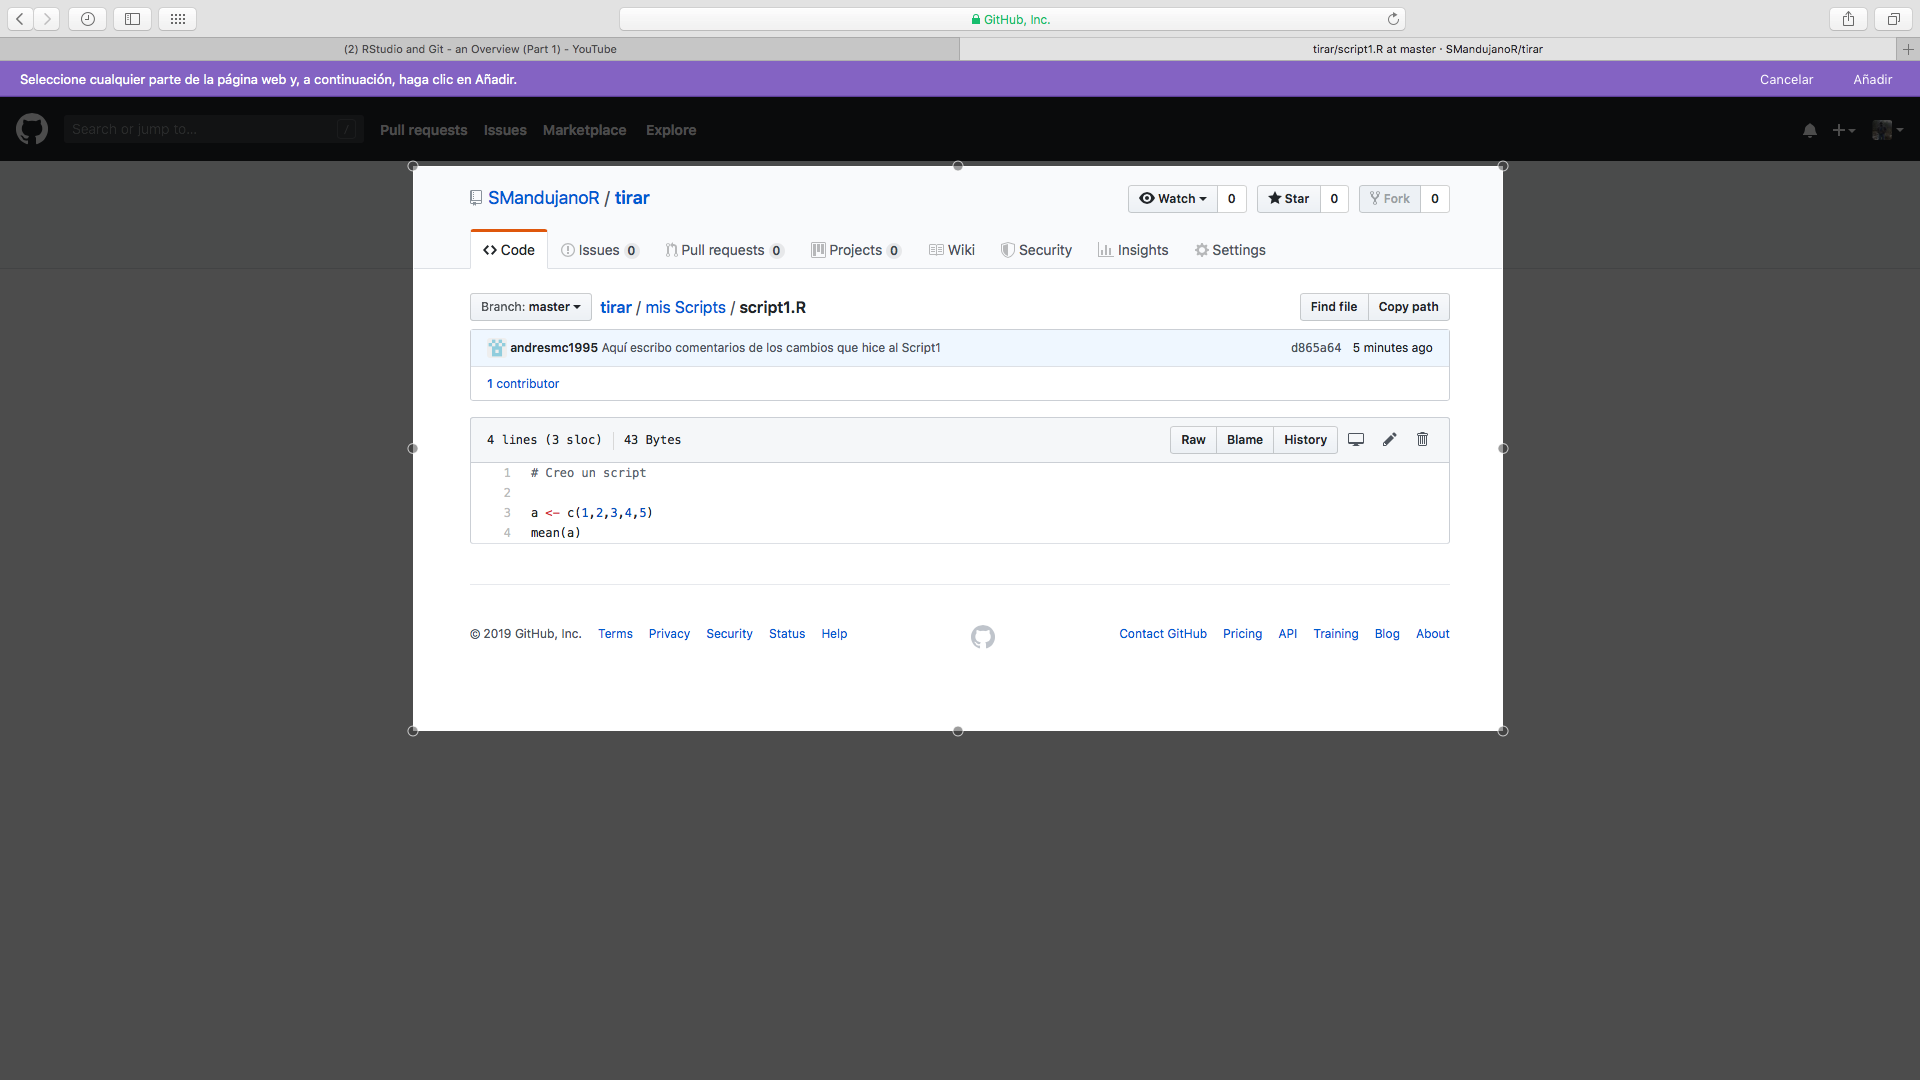 GitHub, Inc.
(2) RStudio and Git - an Overview (Part 1) - YouTube
tirar/script1.R at master · SMandujanoR/tirar
Seleccione cualquier parte de la página web y, a continuación, haga clic en Añadir.
Cancelar Añadir
Search or jump to... / Pull requests Issues Marketplace Explore
SMandujanoR / tirar
Watch 0 Star 0 Fork 0
Code Issues 0 Pull requests 0 Projects 0 Wiki Security Insights Settings
Branch: master tirar / mis Scripts / script1.R Find file Copy path
andresmc1995 Aquí escribo comentarios de los cambios que hice al Script1 d865a64 5 minutes ago
1 contributor
4 lines (3 sloc) 43 Bytes Raw Blame History
1 # Creo un script
2
3 a <- c(1,2,3,4,5)
4 mean(a)
© 2019 GitHub, Inc. Terms Privacy Security Status Help Contact GitHub Pricing API Training Blog About